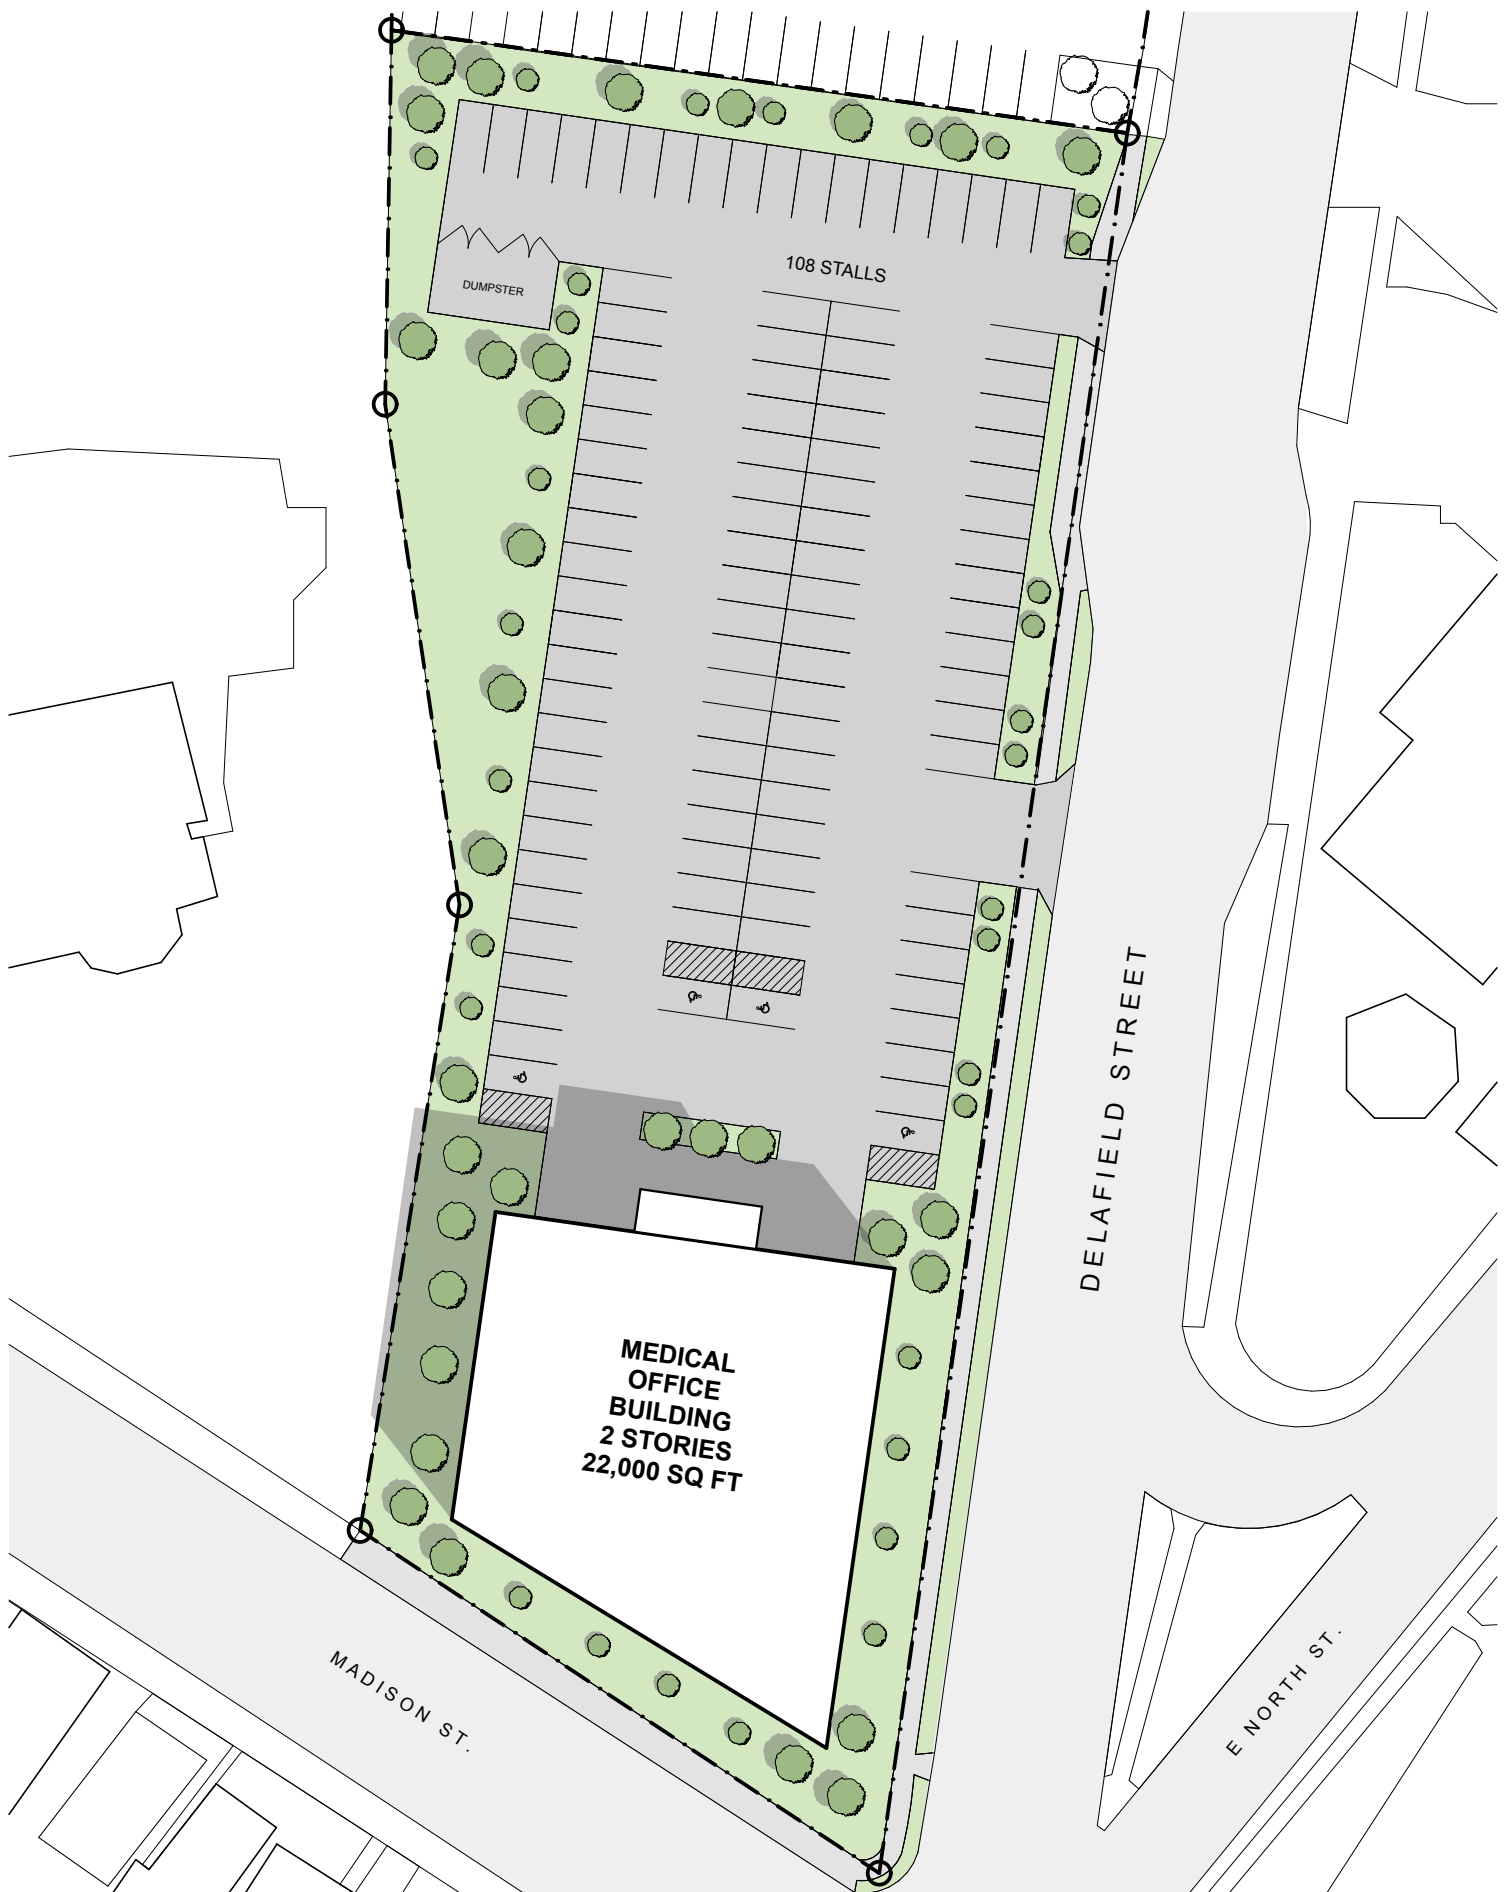 108 STALLS
DUMPSTER
DELAFIELD STREET
MEDICAL
OFFICE
BUILDING
2 STORIES
22,000 SQ FT
MADISON ST.
E NORTH ST.